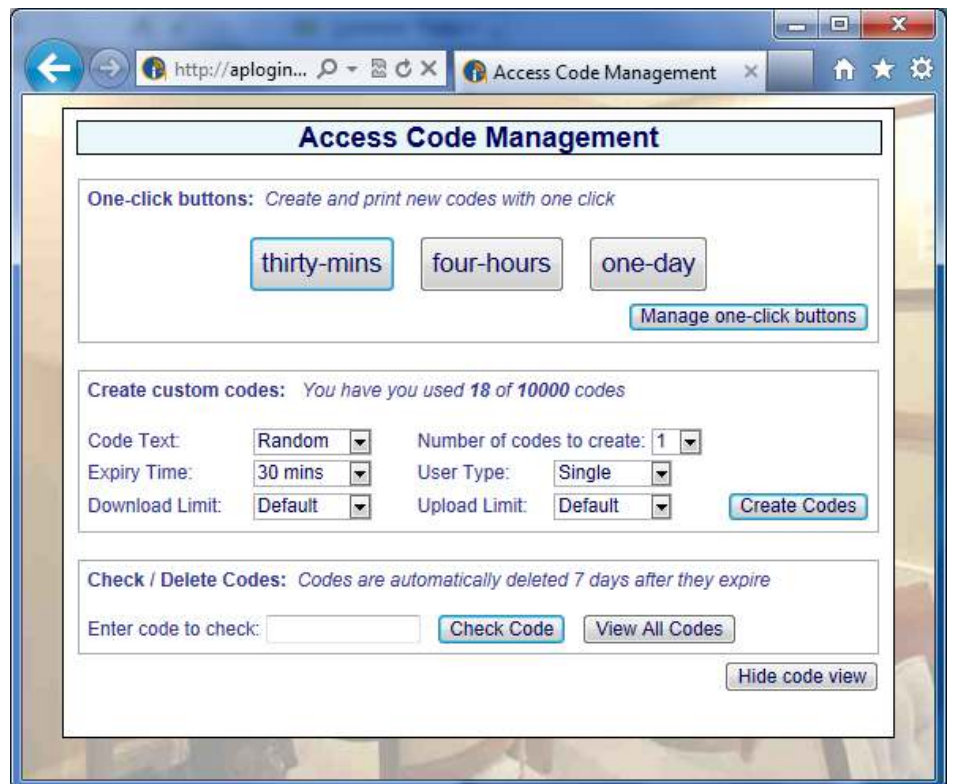 http://aplogin...
Access Code Management
Access Code Management
One-click buttons: Create and print new codes with one click
thirty-mins four-hours one-day
Manage one-click buttons
Create custom codes: You have you used 18 of 10000 codes
Code Text: Random Number of codes to create: 1
Expiry Time: 30 mins User Type: Single
Download Limit: Default Upload Limit: Default Create Codes
Check / Delete Codes: Codes are automatically deleted 7 days after they expire
Enter code to check: Check Code View All Codes
Hide code view